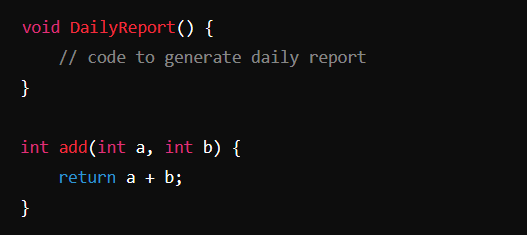 void DailyReport() {
    // code to generate daily report
}

int add(int a, int b) {
    return a + b;
}